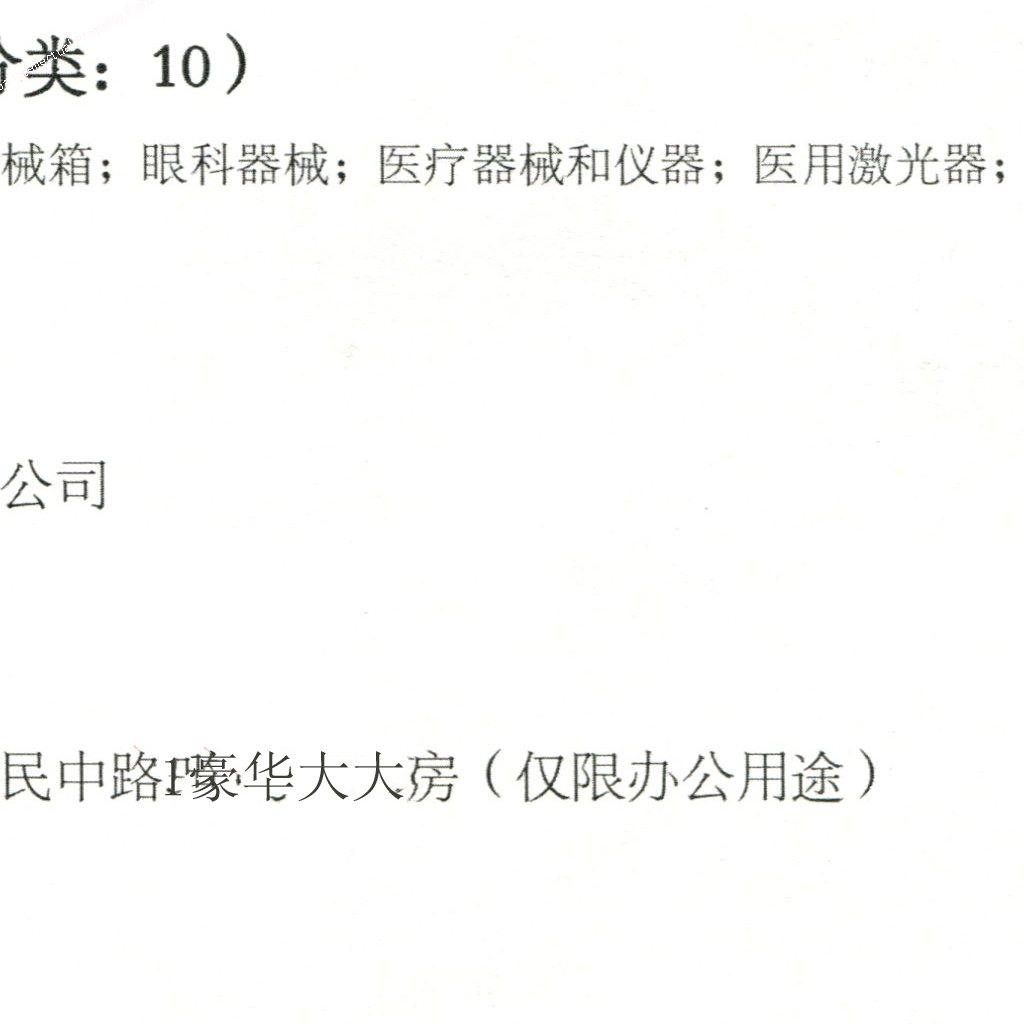 分类：10）
械箱；眼科器械；医疗器械和仪器；医用激光器；
公司
民中路豪华大大房（仅限办公用途）